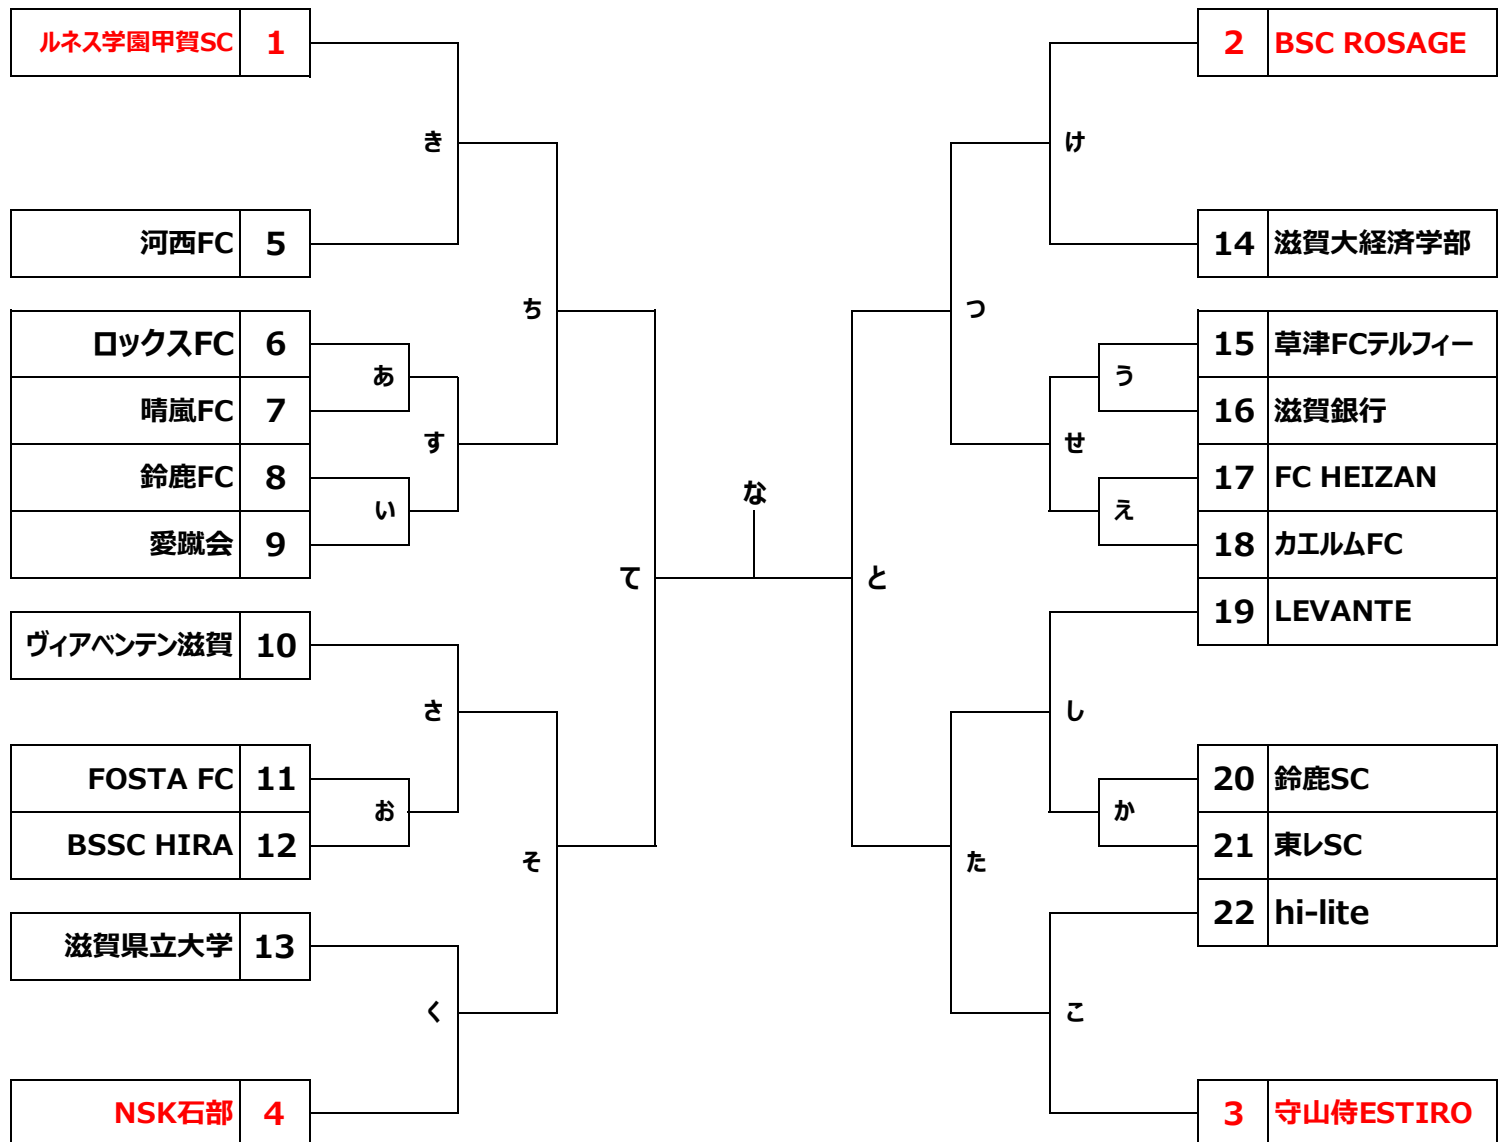 ルネス学園甲賀SC 1
2 BSC ROSAGE
き
け
河西FC 5
14 滋賀大経済学部
ち
つ
ロックスFC 6
15 草津FCテルフィー
あ
う
晴嵐FC 7
16 滋賀銀行
す
せ
鈴鹿FC 8
17 FC HEIZAN
な
い
え
愛蹴会 9
18 カエルムFC
て
と
19 LEVANTE
ヴィアベンテン滋賀 10
さ
し
FOSTA FC 11
20 鈴鹿SC
お
か
BSSC HIRA 12
21 東レSC
そ
た
22 hi-lite
滋賀県立大学 13
く
こ
NSK石部 4
3 守山侍ESTIRO